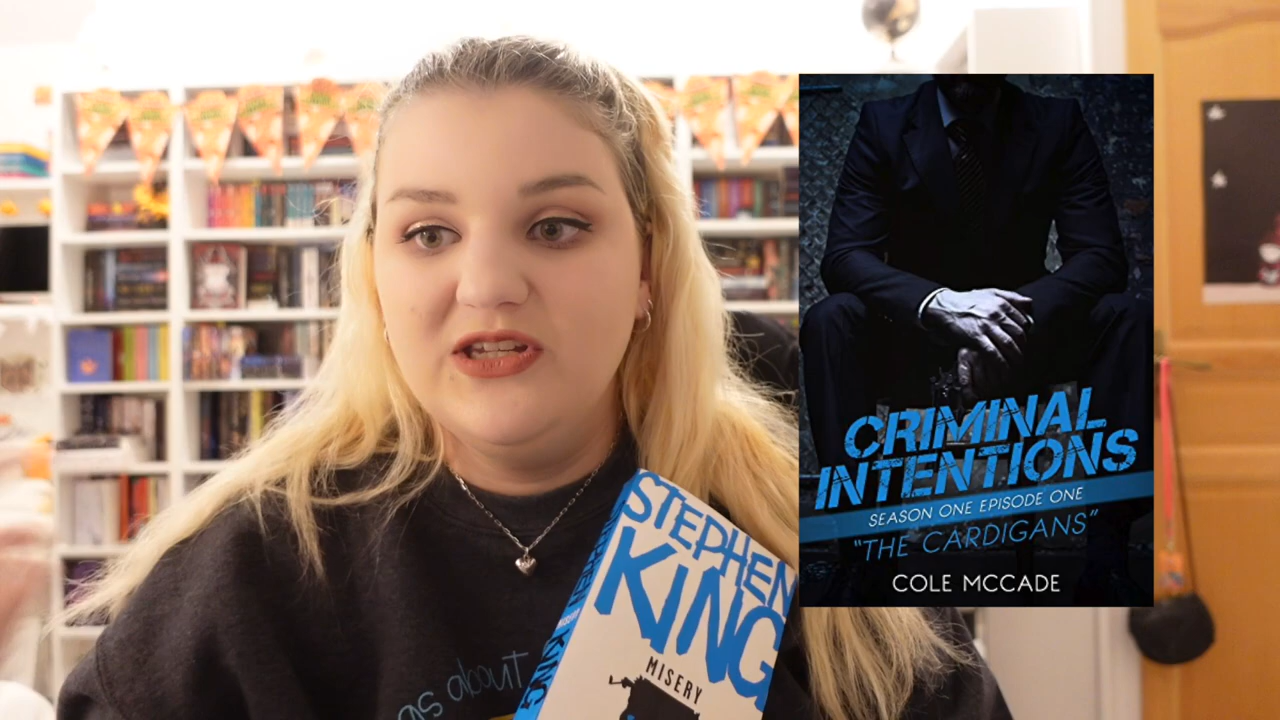 as about
STEPHEN
KING
MISERY
KING
CRIMINAL
INTENTIONS
SEASON ONE EPISODE ONE
"THE CARDIGANS"
COLE MCCADE